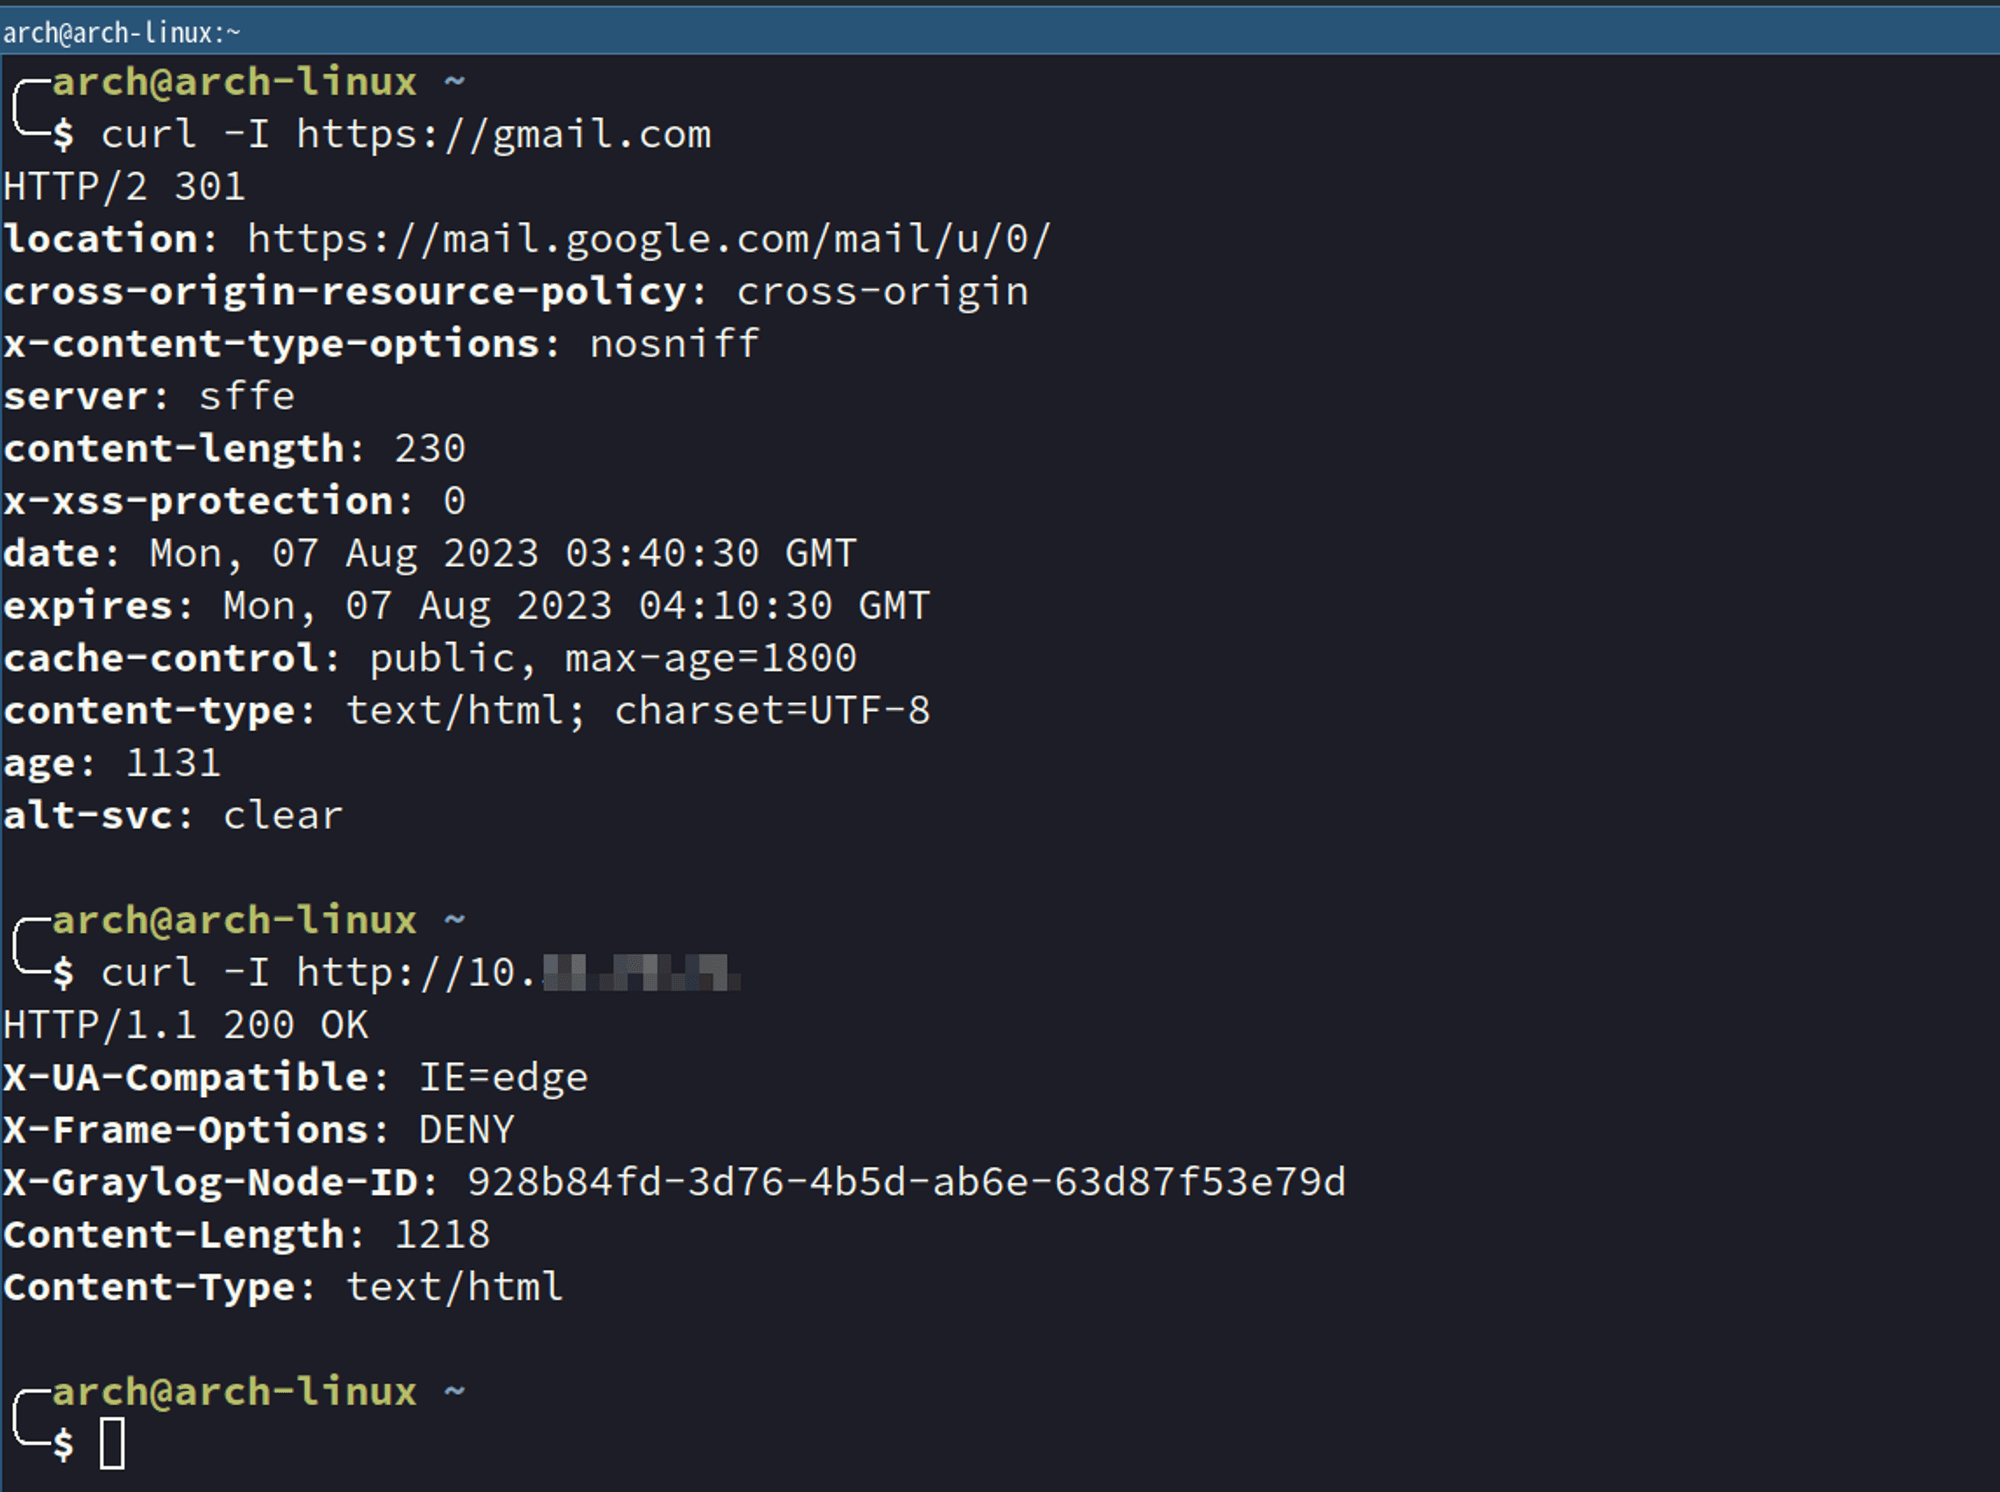 arch@arch-linux:~
arch@arch-linux ~
$ curl -I https://gmail.com
HTTP/2 301
location: https://mail.google.com/mail/u/0/
cross-origin-resource-policy: cross-origin
x-content-type-options: nosniff
server: sffe
content-length: 230
x-xss-protection: 0
date: Mon, 07 Aug 2023 03:40:30 GMT
expires: Mon, 07 Aug 2023 04:10:30 GMT
cache-control: public, max-age=1800
content-type: text/html; charset=UTF-8
age: 1131
alt-svc: clear
arch@arch-linux ~
$ curl -I http://10.
HTTP/1.1 200 OK
X-UA-Compatible: IE=edge
X-Frame-Options: DENY
X-Graylog-Node-ID: 928b84fd-3d76-4b5d-ab6e-63d87f53e79d
Content-Length: 1218
Content-Type: text/html
arch@arch-linux ~
$